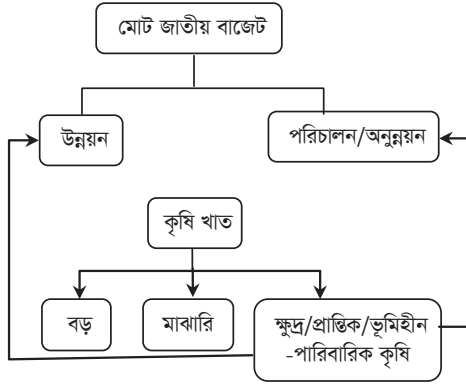 মোট জাতীয় বাজেট
উন্নয়ন
পরিচালন/অনুন্নয়ন
কৃষি খাত
বড়
মাঝারি
ক্ষুদ্র/প্রান্তিক/ভূমিহীন
-পারিবারিক কৃষি